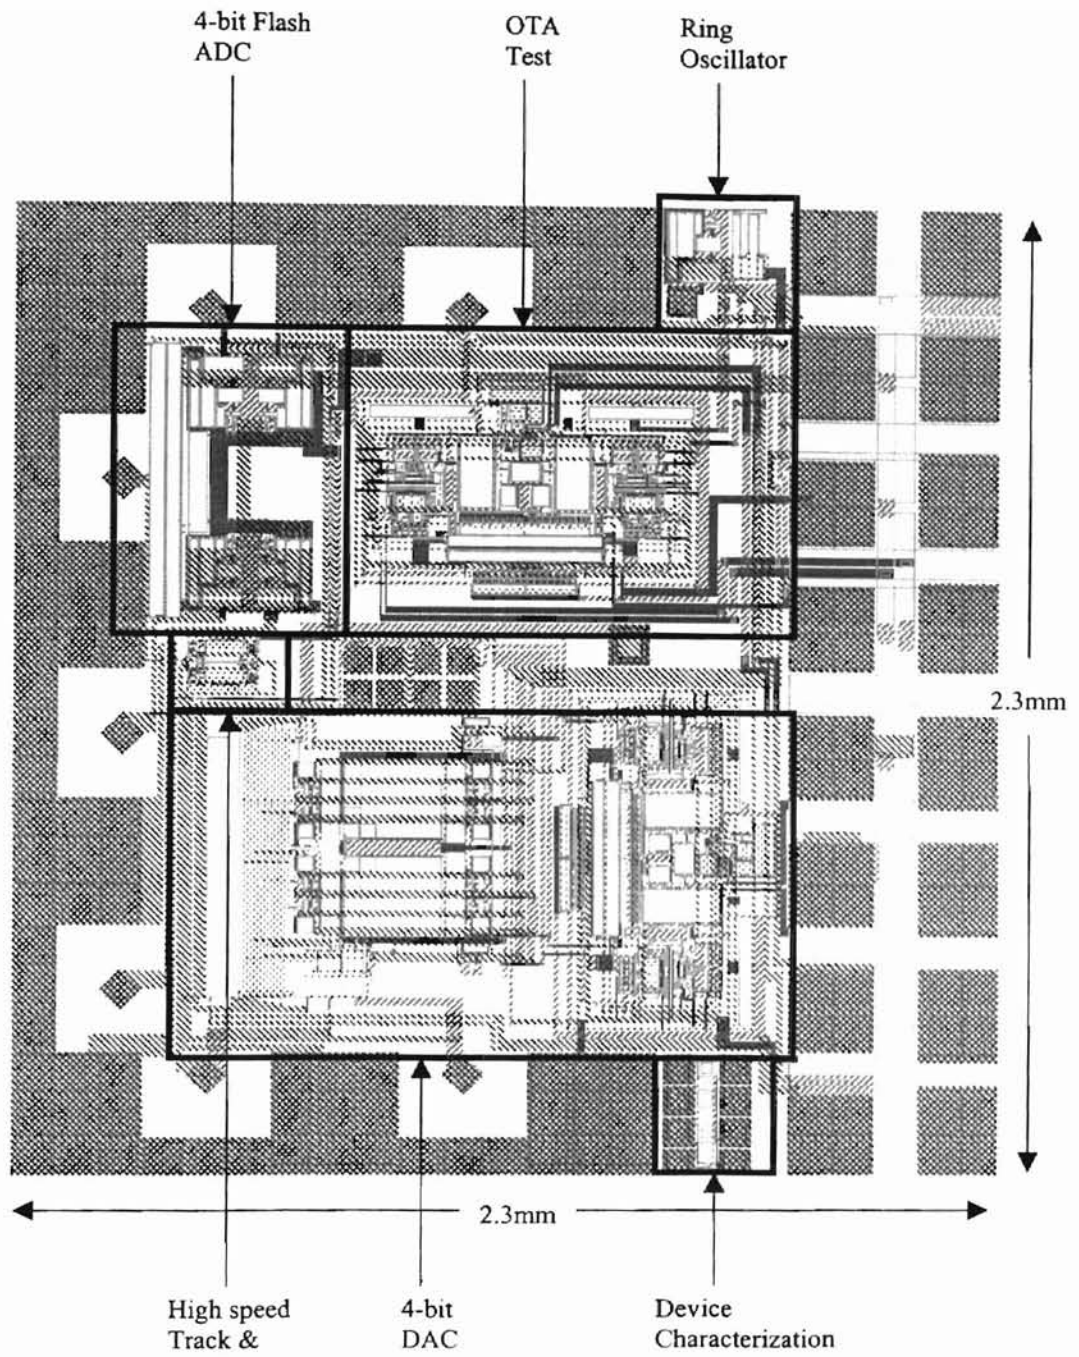 4-bit Flash
ADC
OTA
Test
Ring
Oscillator
2.3mm
2.3mm
High speed
Track &
4-bit
DAC
Device
Characterization